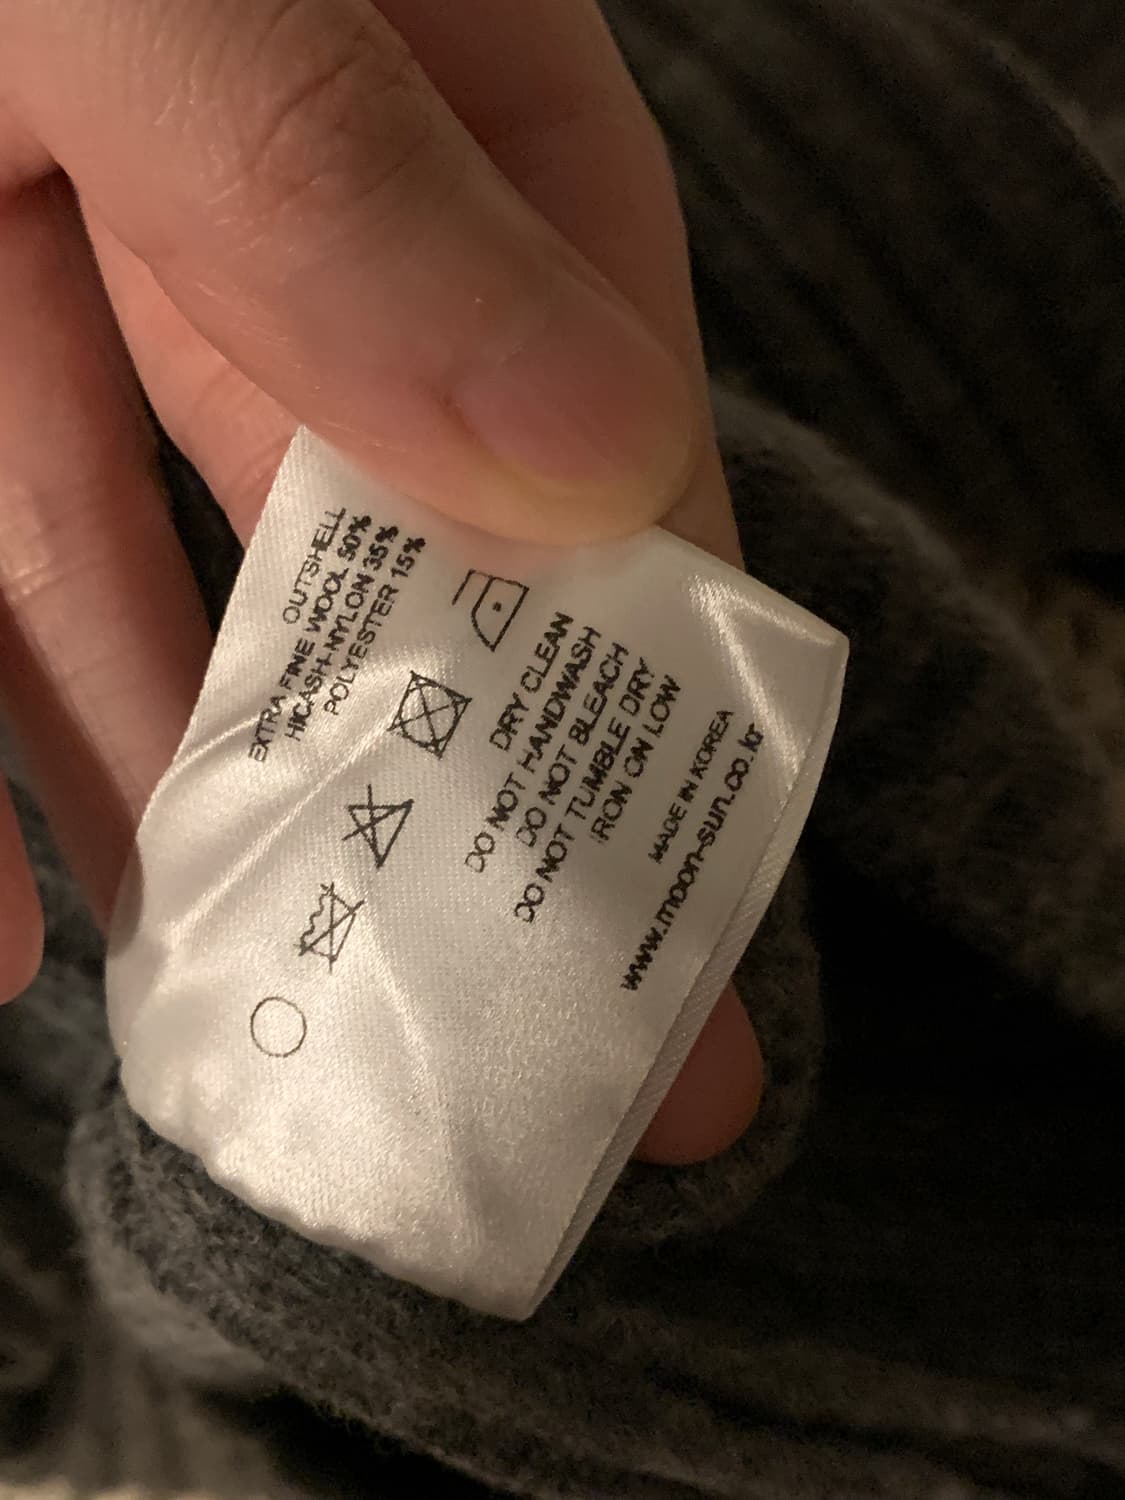 OUTSHELL
EXTRA FINE WOOL 50%
HICASH-NYLON 35%
POLYESTER 15%
DRY CLEAN
DO NOT HANDWASH
DO NOT BLEACH
DO NOT TUMBLE DRY
IRON ON LOW
MADE IN KOREA
www.moon-sun.co.kr